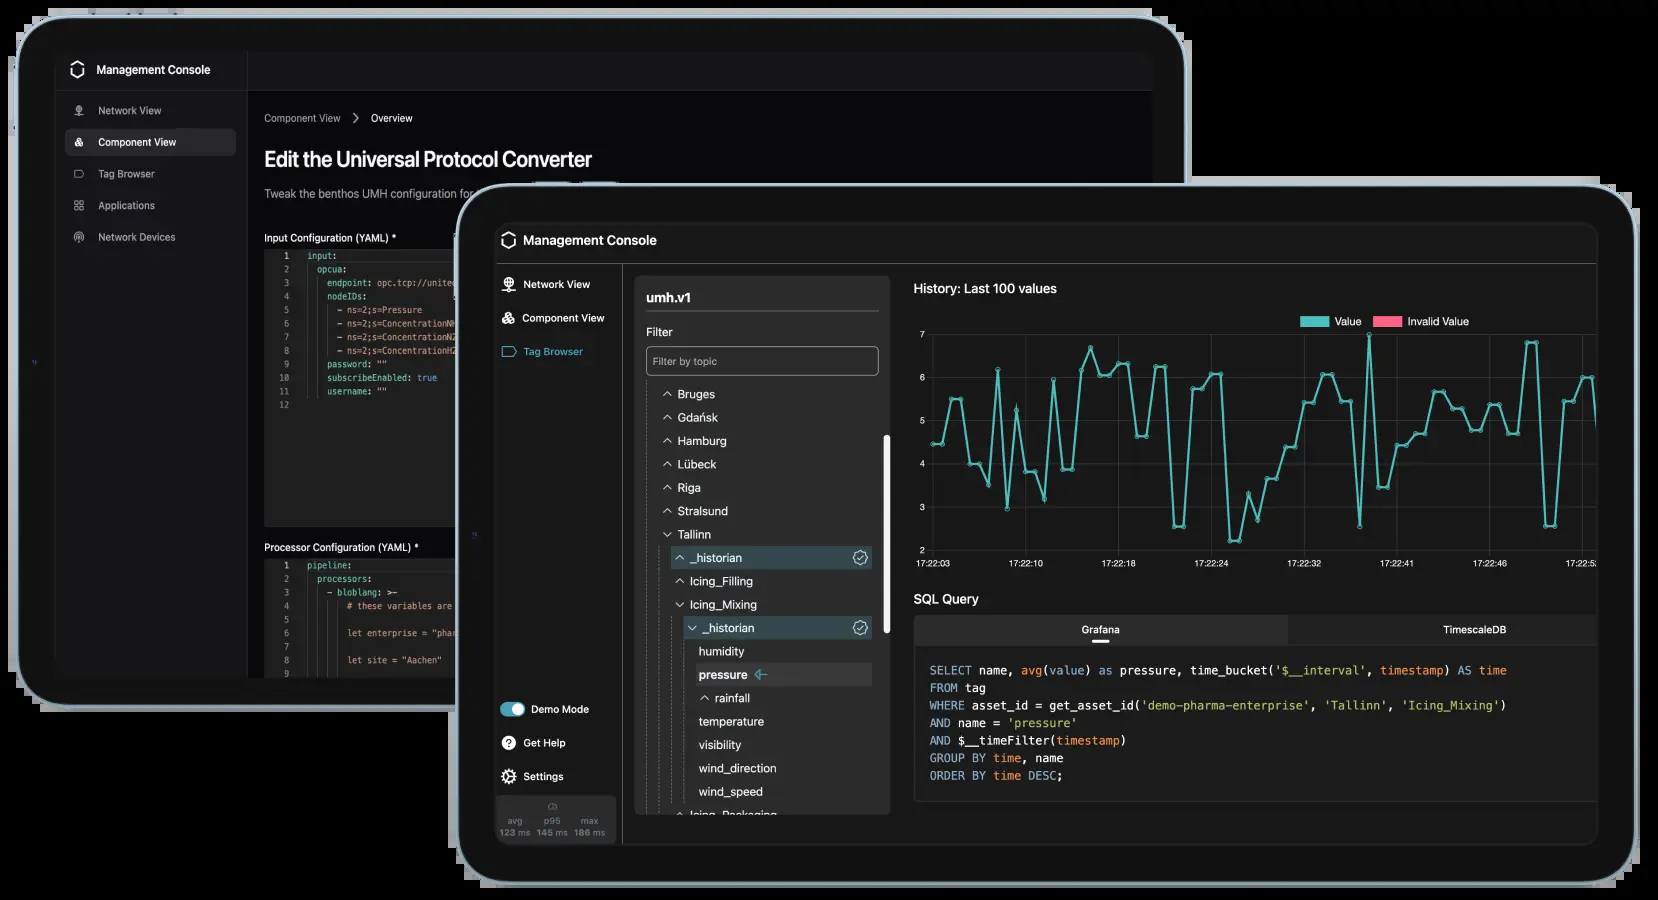 Management Console
Network View
Component View
Tag Browser
Applications
Network Devices
Component View Overview
Edit the Universal Protocol Converter
Tweak the benthos UMH configuration for
Input Configuration (YAML) *
1 input:
2 opcua:
3 endpoint: opc.tcp://unite
4 nodeIDs:
5 - ns=2;s=Pressure
6 - ns=2;s=ConcentrationN
7 - ns=2;s=ConcentrationN2
8 - ns=2;s=ConcentrationH2
9 password: ""
10 subscribeEnabled: true
11 username: ""
12
Processor Configuration (YAML) *
1 pipeline:
2 processors:
3 - bloblang: >-
4 # these variables are
5
6 let enterprise = "phar
7
8 let site = "Aachen"
9
Management Console
Network View
Component View
Tag Browser
Demo Mode
Get Help
Settings
avg p95 max
123 ms 145 ms 186 ms
umh.v1
Filter
Filter by topic
Bruges
Gdańsk
Hamburg
Lübeck
Riga
Stralsund
Tallinn
_historian
Icing_Filling
Icing_Mixing
_historian
humidity
pressure
rainfall
temperature
visibility
wind_direction
wind_speed
Icing_Packaging
History: Last 100 values
Value Invalid Value
7
6
5
4
3
2
17:22:03 17:22:10 17:22:18 17:22:24 17:22:32 17:22:41 17:22:46 17:22:52
SQL Query
Grafana TimescaleDB
SELECT name, avg(value) as pressure, time_bucket('$__interval', timestamp) AS time
FROM tag
WHERE asset_id = get_asset_id('demo-pharma-enterprise', 'Tallinn', 'Icing_Mixing')
AND name = 'pressure'
AND $__timeFilter(timestamp)
GROUP BY time, name
ORDER BY time DESC;